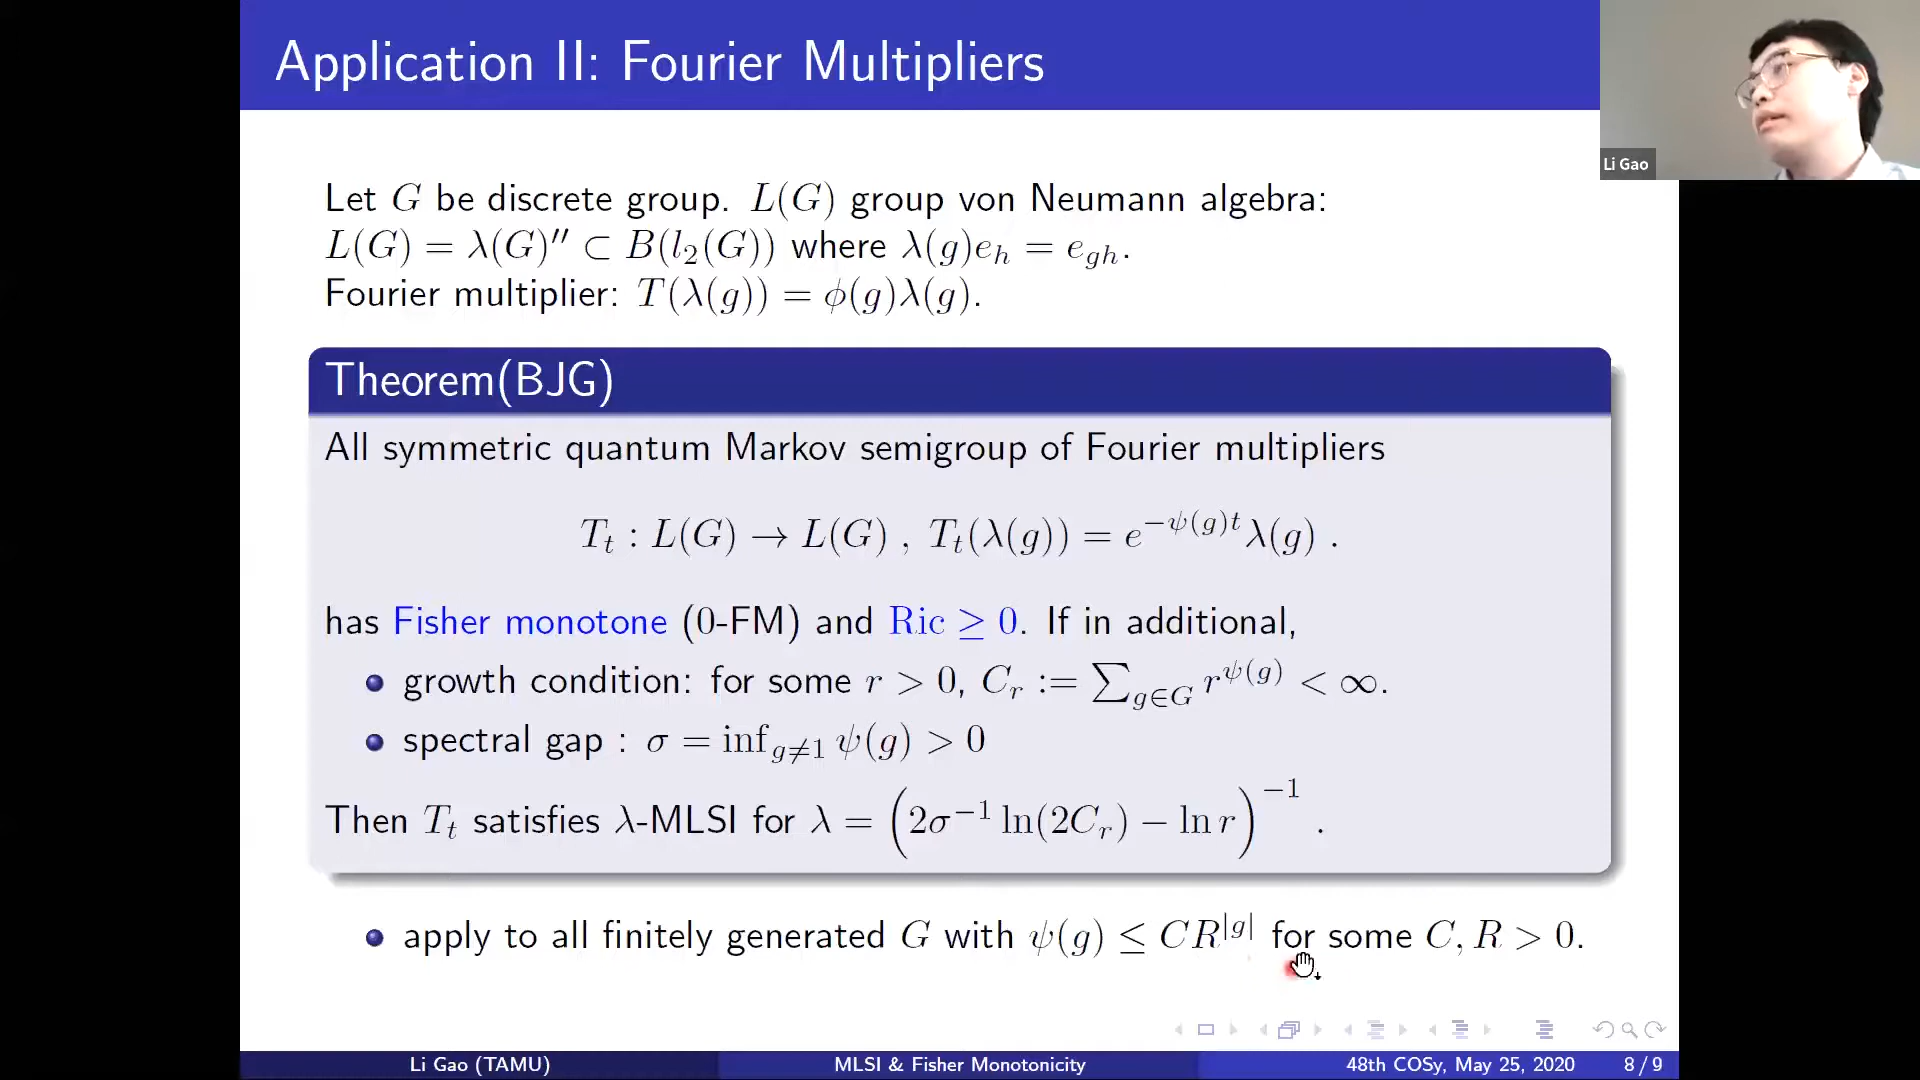 Application II: Fourier Multipliers
Li Gao
Let G be discrete group. L(G) group von Neumann algebra:
L(G) = λ(G)′′ ⊂ B(l₂(G)) where λ(g)e_h = e_{gh}.
Fourier multiplier: T(λ(g)) = ϕ(g)λ(g).
Theorem(BJG)
All symmetric quantum Markov semigroup of Fourier multipliers
T_t : L(G) → L(G) , T_t(λ(g)) = e^{−ψ(g)t}λ(g) .
has Fisher monotone (0-FM) and Ric ≥ 0. If in additional,
• growth condition: for some r > 0, C_r := ∑_{g∈G} r^{ψ(g)} < ∞.
• spectral gap : σ = inf_{g≠1} ψ(g) > 0
Then T_t satisfies λ-MLSI for λ = (2σ^{−1} ln(2C_r) − ln r)^{−1} .
• apply to all finitely generated G with ψ(g) ≤ CR^{|g|} for some C, R > 0.
Li Gao (TAMU) MLSI & Fisher Monotonicity 48th COSy, May 25, 2020 8 / 9